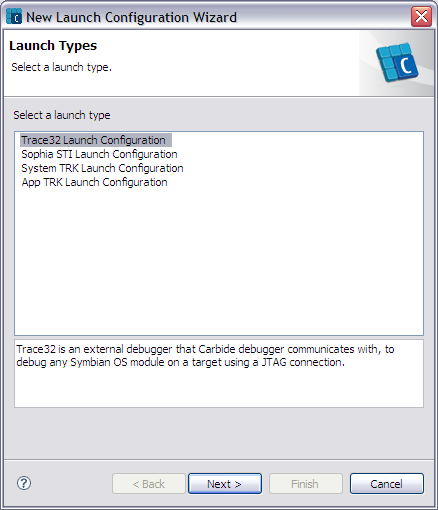 New Launch Configuration Wizard
Launch Types
Select a launch type.
C
Select a launch type
Trace32 Launch Configuration
Sophia STI Launch Configuration
System TRK Launch Configuration
App TRK Launch Configuration
Trace32 is an external debugger that Carbide debugger communicates with, to
debug any Symbian OS module on a target using a JTAG connection.
?
< Back
Next >
Finish
Cancel